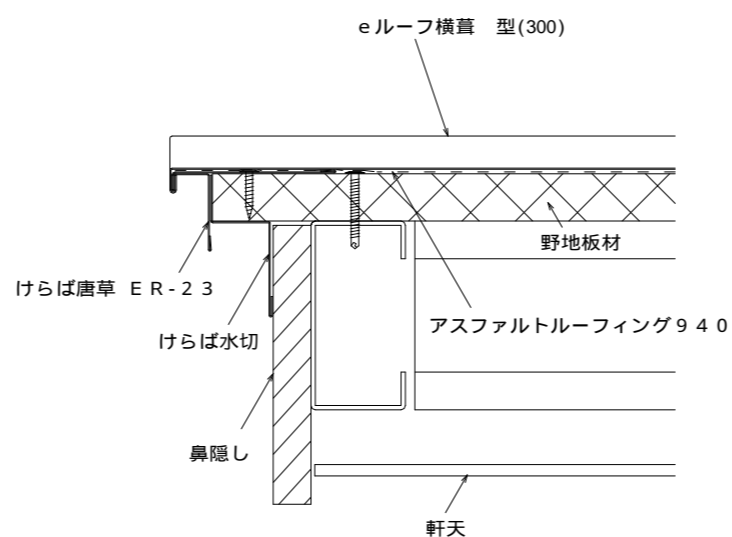 ｅルーフ横葺　型(300)
野地板材
けらば唐草 ＥＲ-２３
アスファルトルーフィング９４０
けらば水切
鼻隠し
軒天